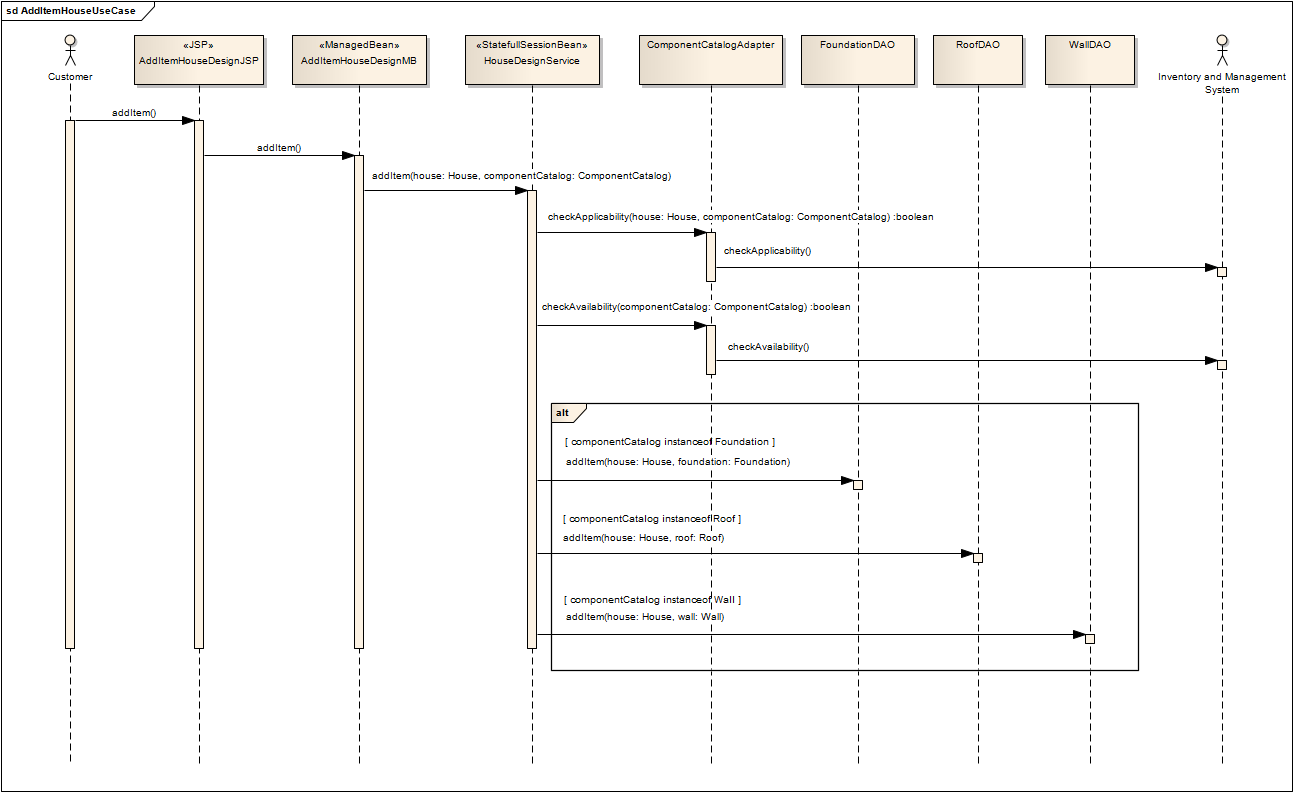 sd AddItemHouseUseCase
Customer
«JSP»
AddItemHouseDesignJSP
«ManagedBean»
AddItemHouseDesignMB
«StatefullSessionBean»
HouseDesignService
ComponentCatalogAdapter
FoundationDAO
RoofDAO
WallDAO
Inventory and Management
System
addItem()
addItem()
addItem(house: House, componentCatalog: ComponentCatalog)
checkApplicability(house: House, componentCatalog: ComponentCatalog) :boolean
checkApplicability()
checkAvailability(componentCatalog: ComponentCatalog) :boolean
checkAvailability()
alt
[ componentCatalog instanceof Foundation ]
addItem(house: House, foundation: Foundation)
[ componentCatalog instanceof Roof ]
addItem(house: House, roof: Roof)
[ componentCatalog instanceof Wall ]
addItem(house: House, wall: Wall)